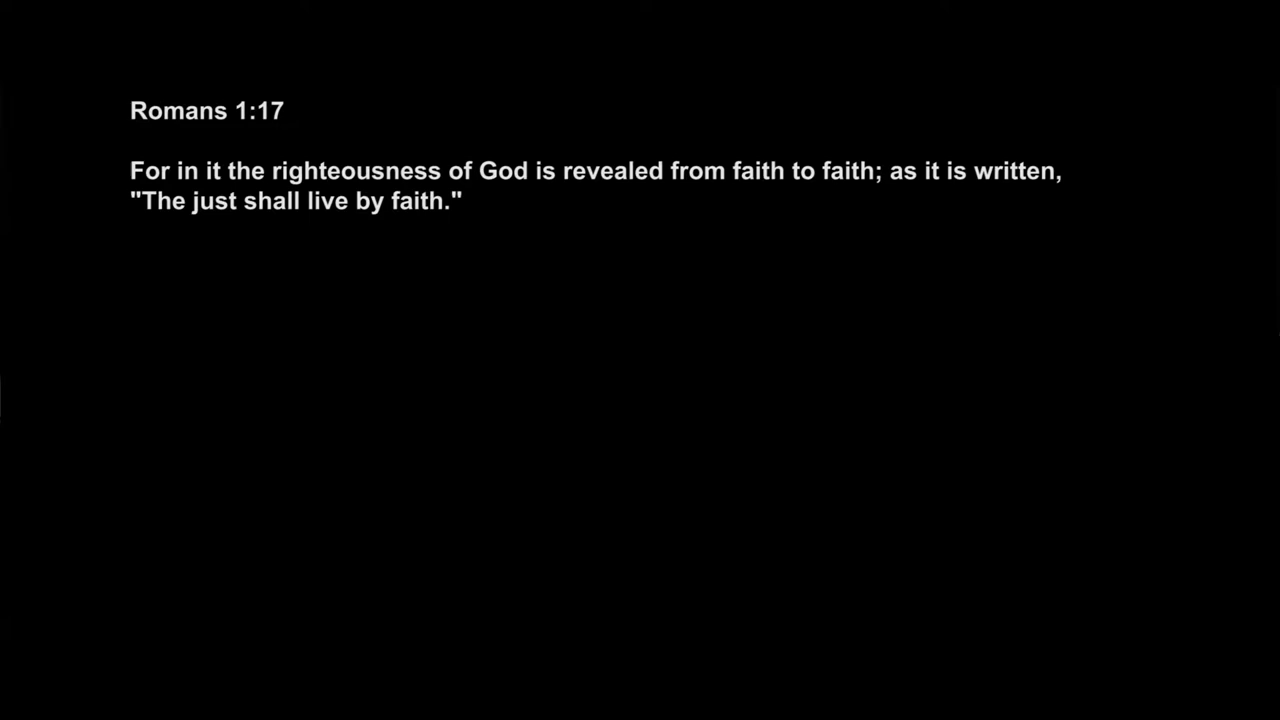 Romans 1:17
For in it the righteousness of God is revealed from faith to faith; as it is written,
"The just shall live by faith."